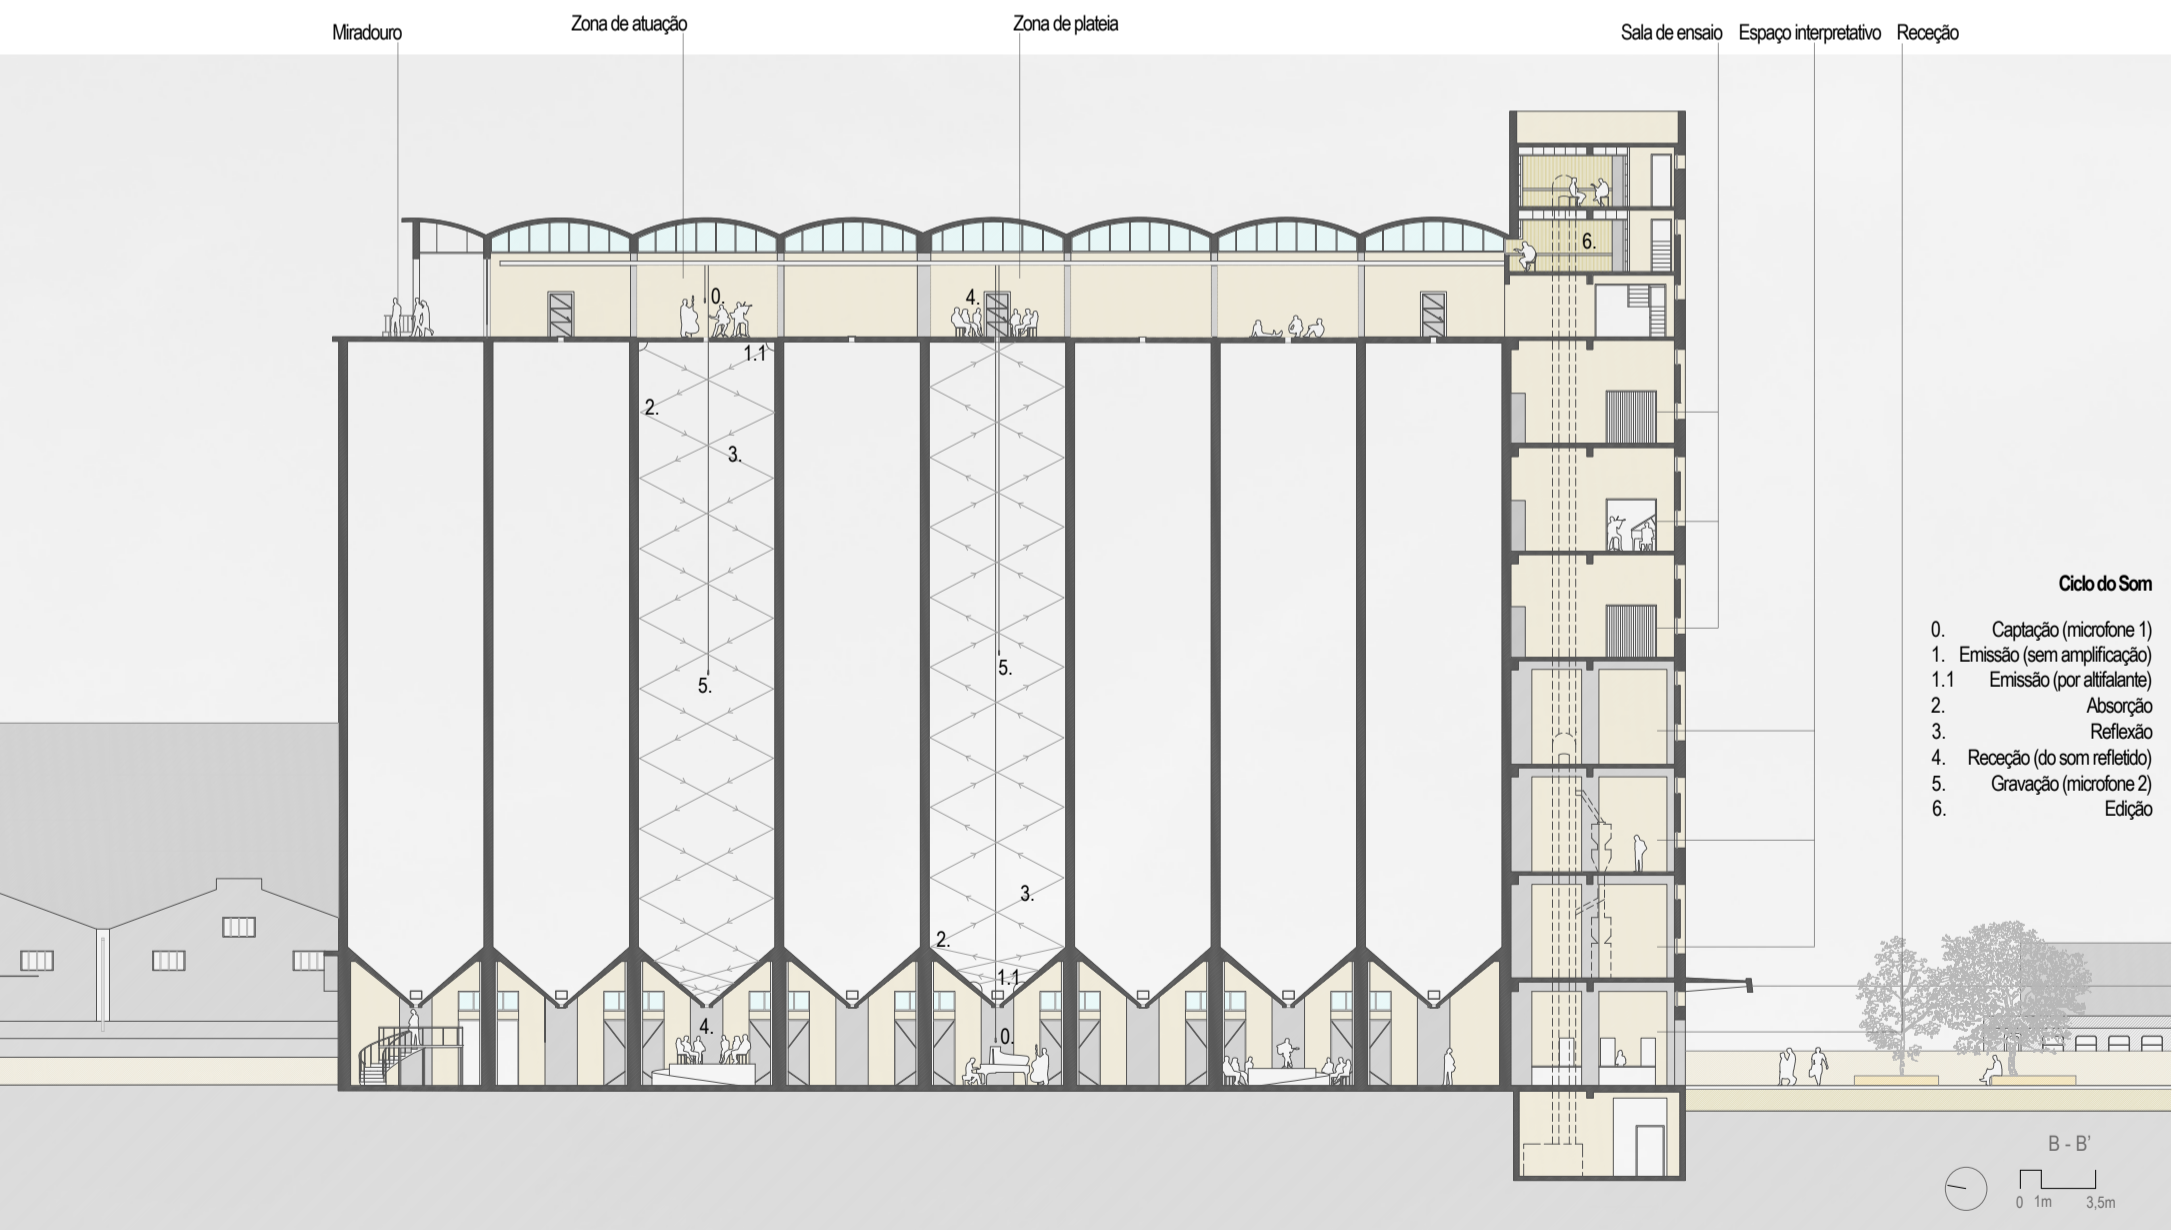 Miradouro
Zona de atuação
Zona de plateia
Sala de ensaio
Espaço interpretativo
Receção
6.
0.
4.
1.1
2.
3.
5.
5.
3.
2.
1.1
4.
0.
Ciclo do Som
0. Captação (microfone 1)
1. Emissão (sem amplificação)
1.1 Emissão (por altifalante)
2. Absorção
3. Reflexão
4. Receção (do som refletido)
5. Gravação (microfone 2)
6. Edição
B - B'
0 1m 3,5m